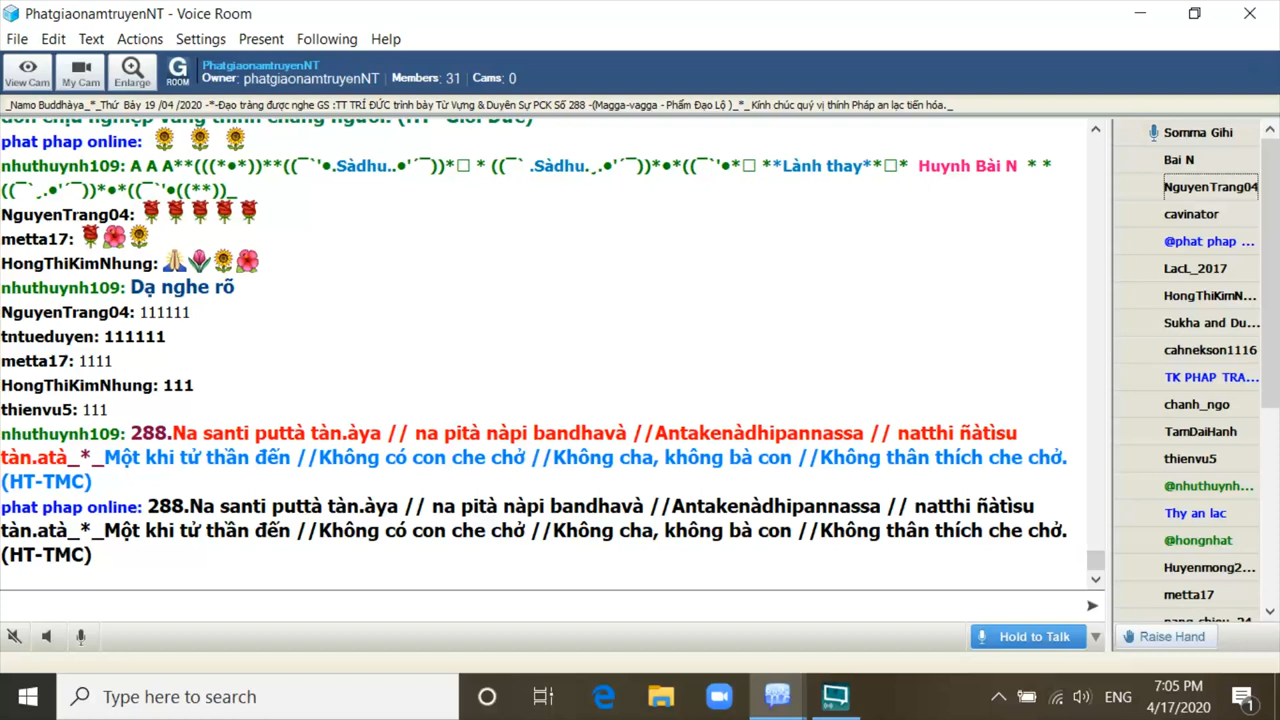 PhatgiaonamtruyenNT - Voice Room
File Edit Text Actions Settings Present Following Help
View Cam My Cam Enlarge G ROOM PhatgiaonamtruyenNT
Owner: phatgiaonamtruyenNT Members: 31 Cams: 0
_Namo Buddhàya_*_Thứ Bảy 19 /04 /2020 -*-Đạo tràng được nghe GS :TT TRÍ ĐỨC trình bày Từ Vựng & Duyên Sự PCK Số 288 -(Magga-vagga - Phẩm Đạo Lộ )_*_ Kính chúc quý vị thính Pháp an lạc tiến hóa._
phat phap online: 🌻 🌻 🌻
nhuthuynh109: A A A**(((*•*))**((¯`'•.Sàdhu..•'´¯))*□ * ((¯` .Sàdhu.¸.•'´¯))*•*((¯`'•*□ **Lành thay**□* Huynh Bài N * *
((¯`¸.•'´¯))*•*((¯`'•((**))_
NguyenTrang04: 🌹 🌹 🌹 🌹 🌹
metta17: 🌹🌺🌻
HongThiKimNhung: 🙏🌷🌻🌺
nhuthuynh109: Dạ nghe rõ
NguyenTrang04: 111111
tntueduyen: 111111
metta17: 1111
HongThiKimNhung: 111
thienvu5: 111
nhuthuynh109: 288.Na santi puttà tàn.àya // na pità nàpi bandhavà //Antakenàdhipannassa // natthi ñàtìsu
tàn.atà_*_Một khi tử thần đến //Không có con che chở //Không cha, không bà con //Không thân thích che chở.
(HT-TMC)
phat phap online: 288.Na santi puttà tàn.àya // na pità nàpi bandhavà //Antakenàdhipannassa // natthi ñàtìsu
tàn.atà_*_Một khi tử thần đến //Không có con che chở //Không cha, không bà con //Không thân thích che chở.
(HT-TMC)
Somma Gihi
Bai N
NguyenTrang04
cavinator
@phat phap ...
LacL_2017
HongThiKimN...
Sukha and Du...
cahnekson1116
TK PHAP TRA...
chanh_ngo
TamDaiHanh
thienvu5
@nhuthuynh...
Thy an lac
@hongnhat
Huyenmong2...
metta17
Hold to Talk
Raise Hand
Type here to search
ENG
7:05 PM
4/17/2020
1